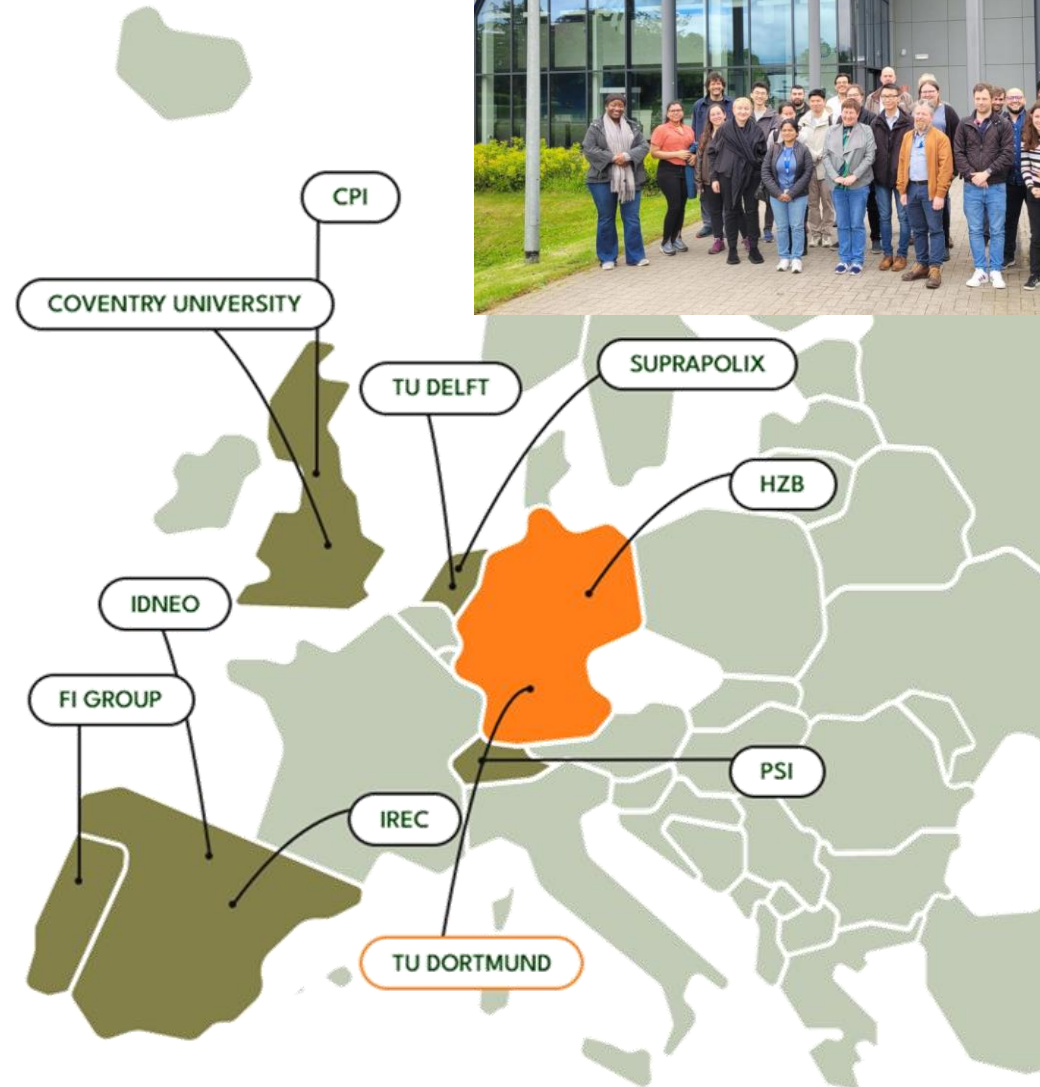 CPI
COVENTRY UNIVERSITY
SUPRAPOLIX
TU DELFT
HZB
IDNEO
FI GROUP
PSI
IREC
TU DORTMUND